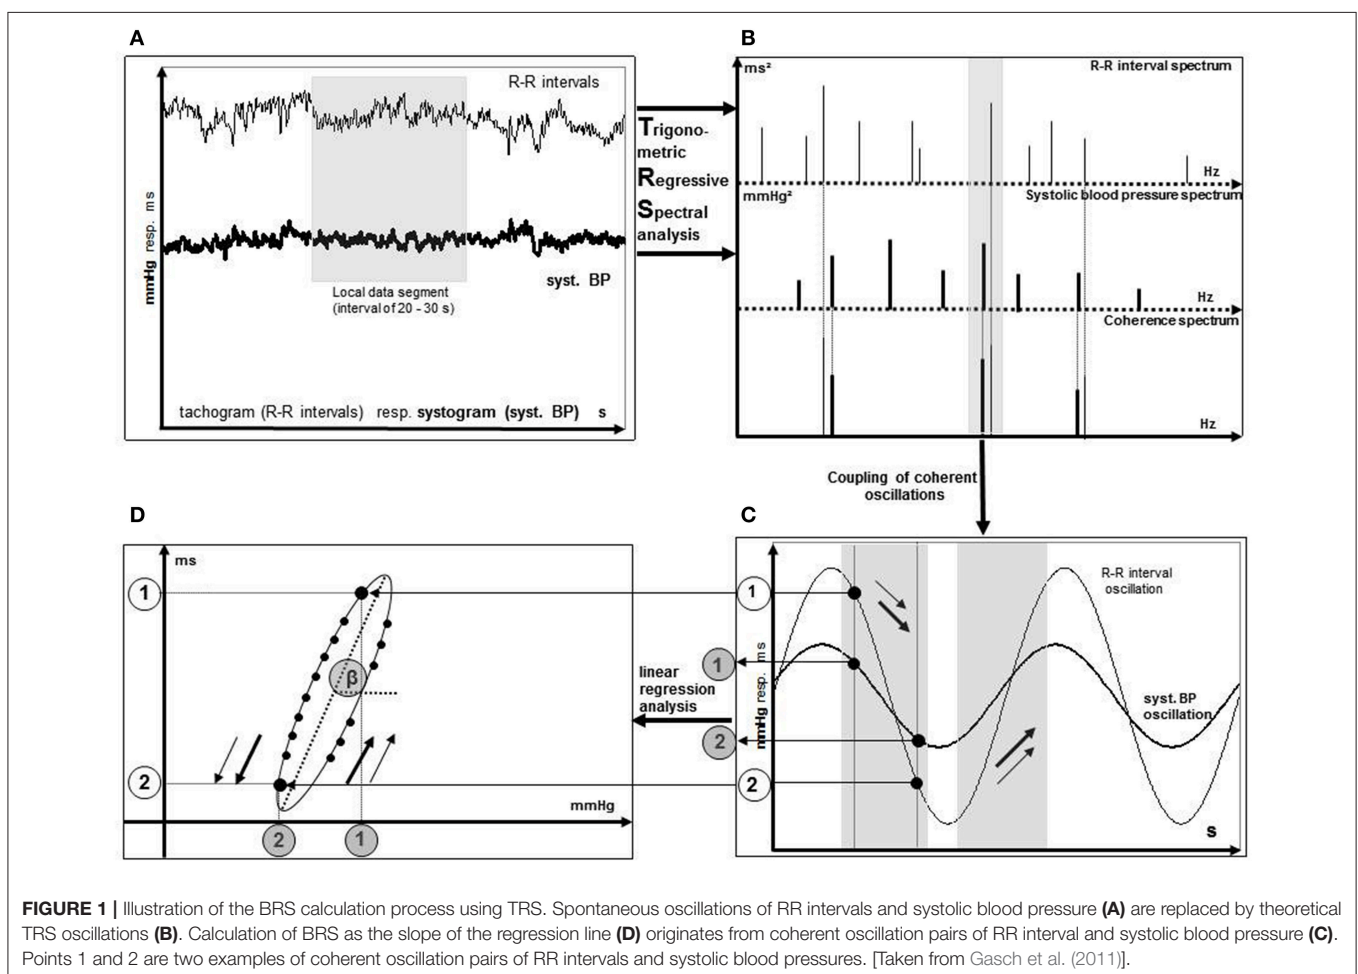 A
R-R intervals
mmHg resp. ms
syst. BP
Local data segment
(interval of 20 - 30 s)
tachogram (R-R intervals) resp. systogram (syst. BP) s
Trigono-
metric
Regressive
Spectral
analysis
B
ms²
R-R interval spectrum
Hz
mmHg²
Systolic blood pressure spectrum
Hz
Coherence spectrum
Hz
Coupling of coherent
oscillations
D
ms
1
β
2
mmHg
2
1
linear
regression
analysis
C
1
R-R interval
oscillation
1
mmHg resp. ms
syst. BP
oscillation
2
2
s
FIGURE 1 | Illustration of the BRS calculation process using TRS. Spontaneous oscillations of RR intervals and systolic blood pressure (A) are replaced by theoretical
TRS oscillations (B). Calculation of BRS as the slope of the regression line (D) originates from coherent oscillation pairs of RR interval and systolic blood pressure (C).
Points 1 and 2 are two examples of coherent oscillation pairs of RR intervals and systolic blood pressures. [Taken from Gasch et al. (2011)].